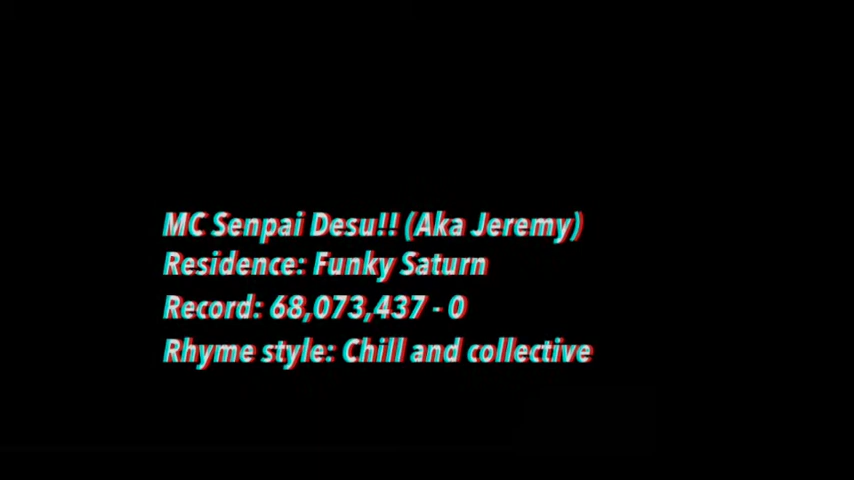 MC Senpai Desu!! (Aka Jeremy)
Residence: Funky Saturn
Record: 68,073,437 - 0
Rhyme style: Chill and collective